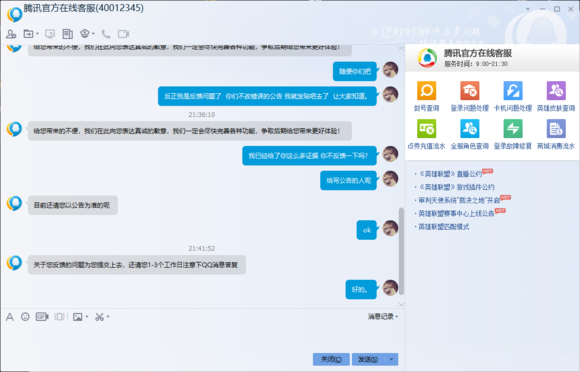 腾讯官方在线客服(40012345)
给您带来的不便，我们在此向您表达真诚的歉意，我们一定会尽快完善各种功能，争取后期给您带来更好体验！
随便你们把
反正我是反馈问题了 你们不改错误的公告 我就发贴吧去了 让大家知道。
21:36:10
给您带来的不便，我们在此向您表达真诚的歉意，我们一定会尽快完善各种功能，争取后期给您带来更好体验！
我已经给了你这么多证据 你不反馈一下吗？
给写公告的人呢
目前还请您以公告为准的呢
ok
21:41:52
关于您反馈的问题为您提交上去，还请您1-3个工作日注意下QQ消息答复
好的。
消息记录
关闭(C)
发送(S)
腾讯官方在线客服
服务时间：9:00-21:30
封号查询
登录问题处理
卡机问题处理
英雄皮肤查询
点券充值流水
全服角色查询
登录故障修复
商城消费流水
·《英雄联盟》直播公约 HOT
·《英雄联盟》游戏插件公约
·审判天使系统"裁决之地"开启 HOT
·英雄联盟赛事中心上线公告 HOT
·英雄联盟匹配模式